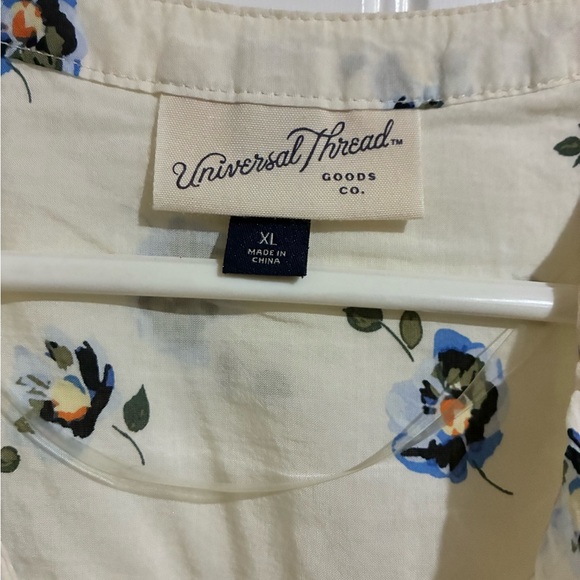 Universal Thread™
GOODS
CO.
XL
MADE IN
CHINA